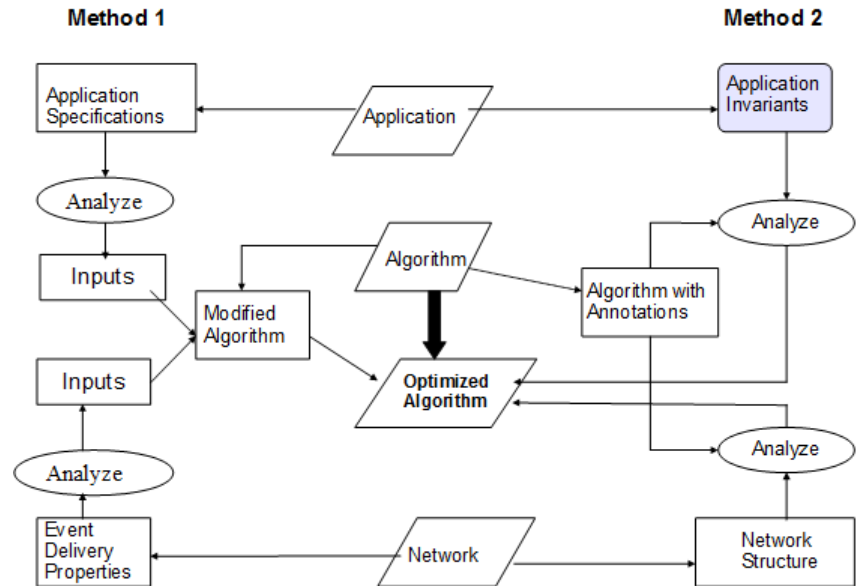 Method 1
Method 2
Application
Specifications
Application
Application
Invariants
Analyze
Analyze
Inputs
Algorithm
Modified
Algorithm
Algorithm with
Annotations
Inputs
Optimized
Algorithm
Analyze
Analyze
Event
Delivery
Properties
Network
Network
Structure